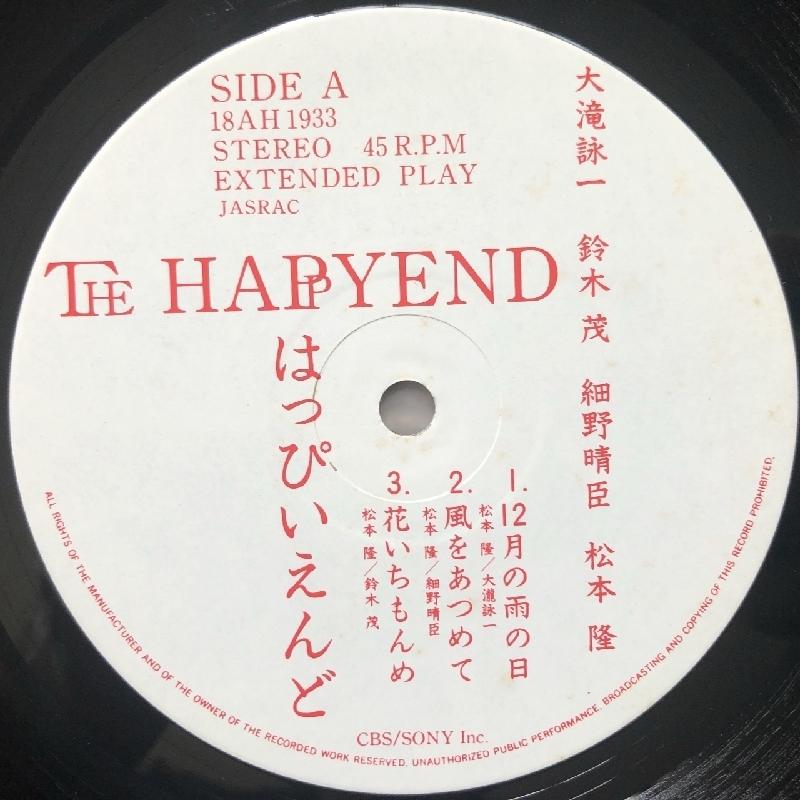 SIDE A
18AH1933
STEREO 45 R.P.M
EXTENDED PLAY
JASRAC
THE HAPPYEND
はっぴいえんど
大滝詠一 鈴木茂 細野晴臣 松本隆
1. 12月の雨の日
松本 隆/大瀧詠一
2. 風をあつめて
松本 隆/細野晴臣
3. 花いちもんめ
松本 隆/鈴木 茂
CBS/SONY Inc.
ALL RIGHTS OF THE MANUFACTURER AND OF THE OWNER OF THE RECORDED WORK RESERVED. UNAUTHORIZED PUBLIC PERFORMANCE. BROADCASTING AND COPYING OF THIS RECORD PROHIBITED.